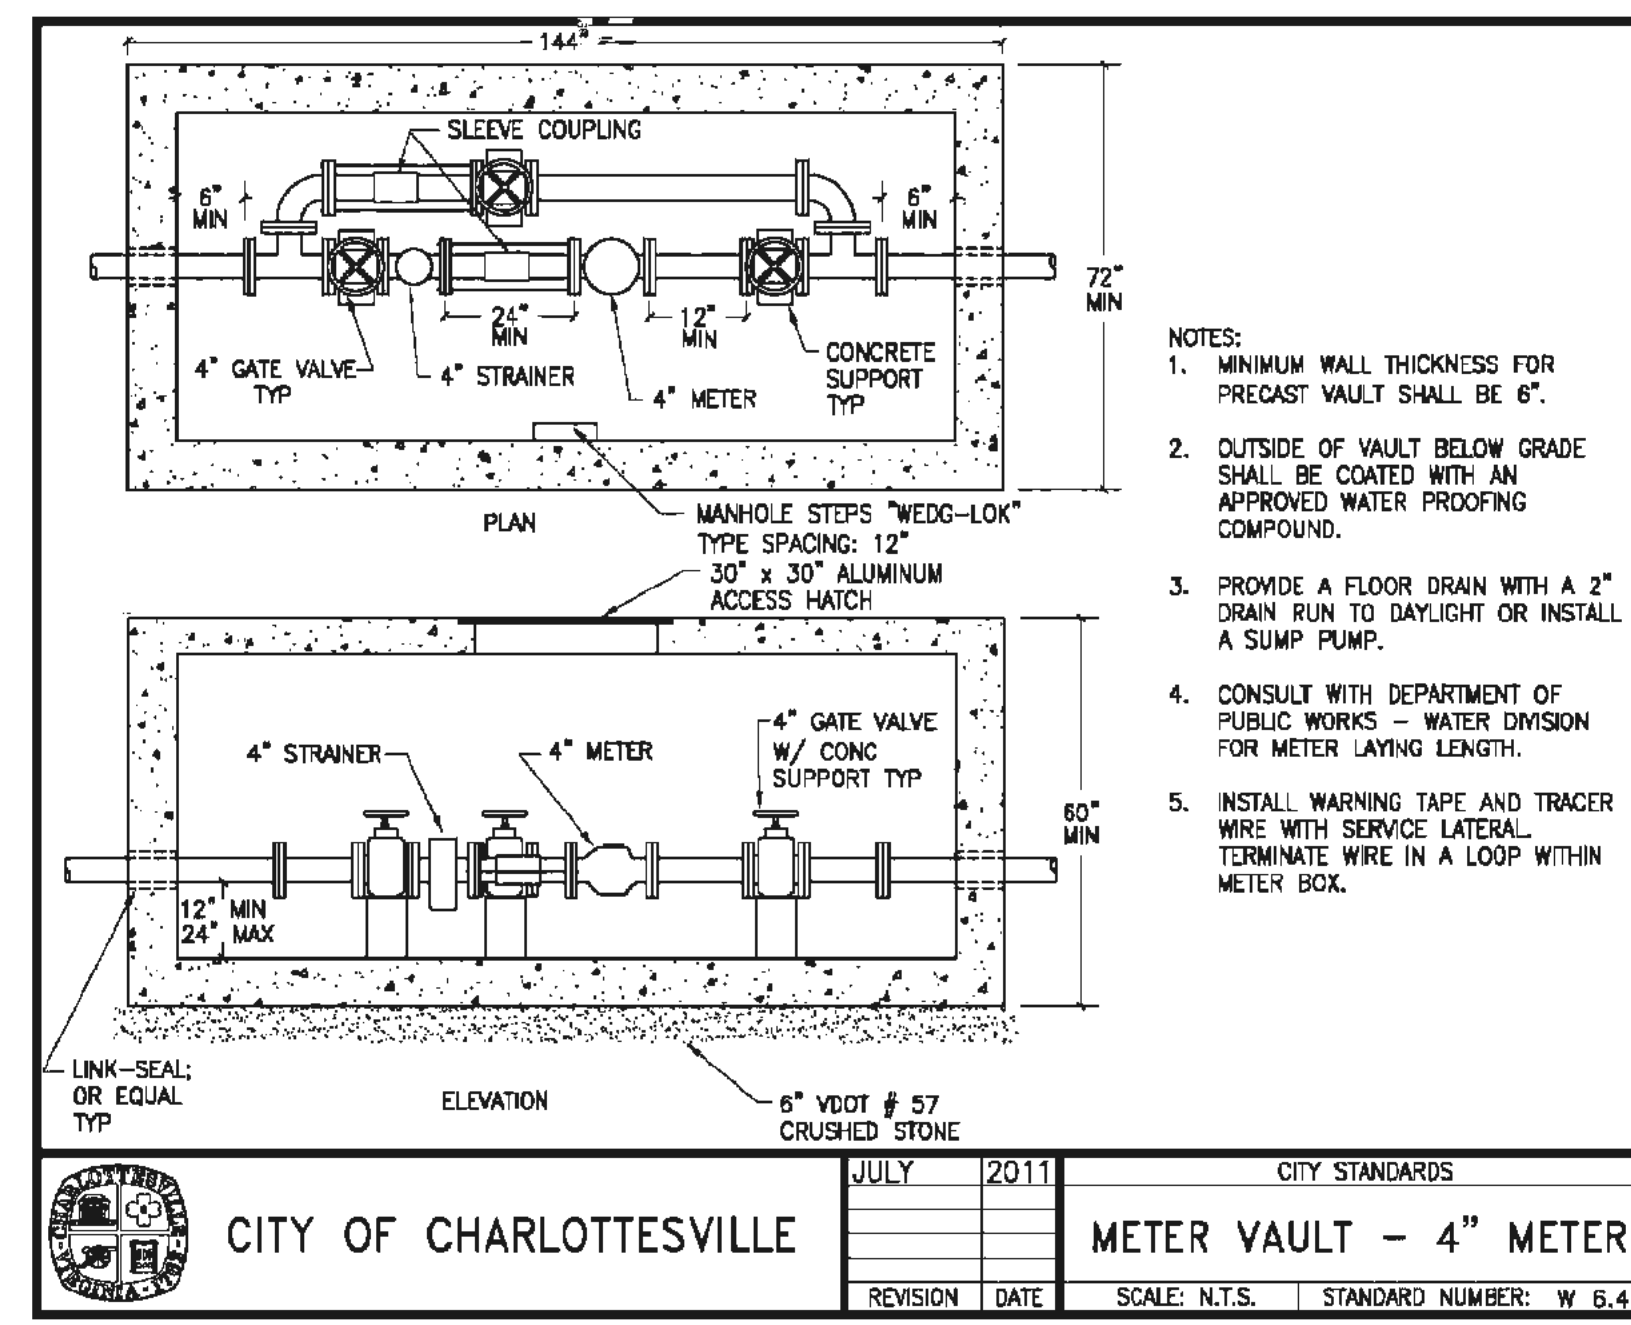 144"
SLEEVE COUPLING
6"
MIN
6"
MIN
72"
MIN
24"
MIN
12"
MIN
4" GATE VALVE
TYP
4" STRAINER
4" METER
CONCRETE
SUPPORT
TYP
PLAN
MANHOLE STEPS "WEDG-LOK"
TYPE SPACING: 12"
30" x 30" ALUMINUM
ACCESS HATCH
4" STRAINER
4" METER
4" GATE VALVE
W/ CONC
SUPPORT TYP
60"
MIN
12" MIN
24" MAX
LINK-SEAL;
OR EQUAL
TYP
ELEVATION
6" VDOT # 57
CRUSHED STONE
NOTES:
1. MINIMUM WALL THICKNESS FOR
PRECAST VAULT SHALL BE 6".
2. OUTSIDE OF VAULT BELOW GRADE
SHALL BE COATED WITH AN
APPROVED WATER PROOFING
COMPOUND.
3. PROVIDE A FLOOR DRAIN WITH A 2"
DRAIN RUN TO DAYLIGHT OR INSTALL
A SUMP PUMP.
4. CONSULT WITH DEPARTMENT OF
PUBLIC WORKS - WATER DIVISION
FOR METER LAYING LENGTH.
5. INSTALL WARNING TAPE AND TRACER
WIRE WITH SERVICE LATERAL.
TERMINATE WIRE IN A LOOP WITHIN
METER BOX.
CHARLOTTESVILLE
VIRGINIA
CITY OF CHARLOTTESVILLE
JULY 2011
REVISION DATE
CITY STANDARDS
METER VAULT - 4" METER
SCALE: N.T.S. STANDARD NUMBER: W 6.4